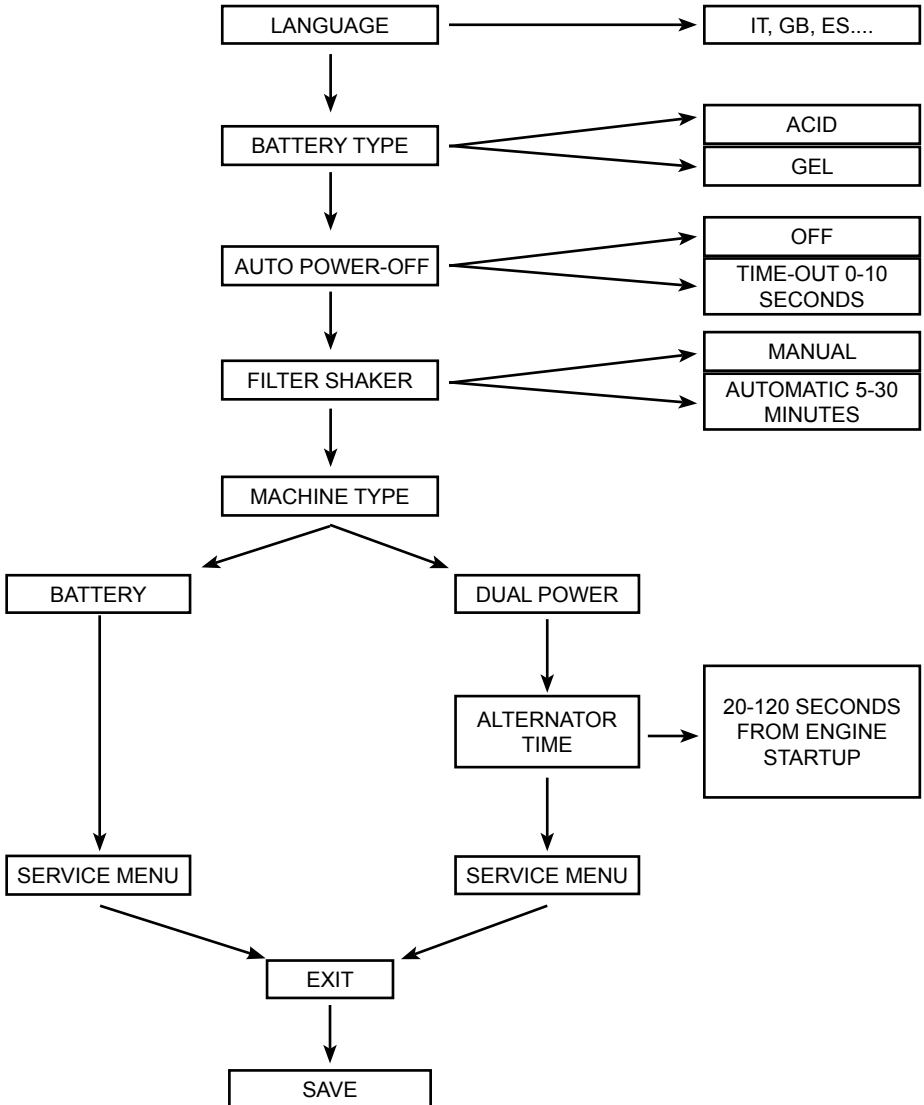 LANGUAGE
IT, GB, ES....
BATTERY TYPE
ACID
GEL
AUTO POWER-OFF
OFF
TIME-OUT 0-10
SECONDS
FILTER SHAKER
MANUAL
AUTOMATIC 5-30
MINUTES
MACHINE TYPE
BATTERY
DUAL POWER
ALTERNATOR
TIME
20-120 SECONDS
FROM ENGINE
STARTUP
SERVICE MENU
SERVICE MENU
EXIT
SAVE